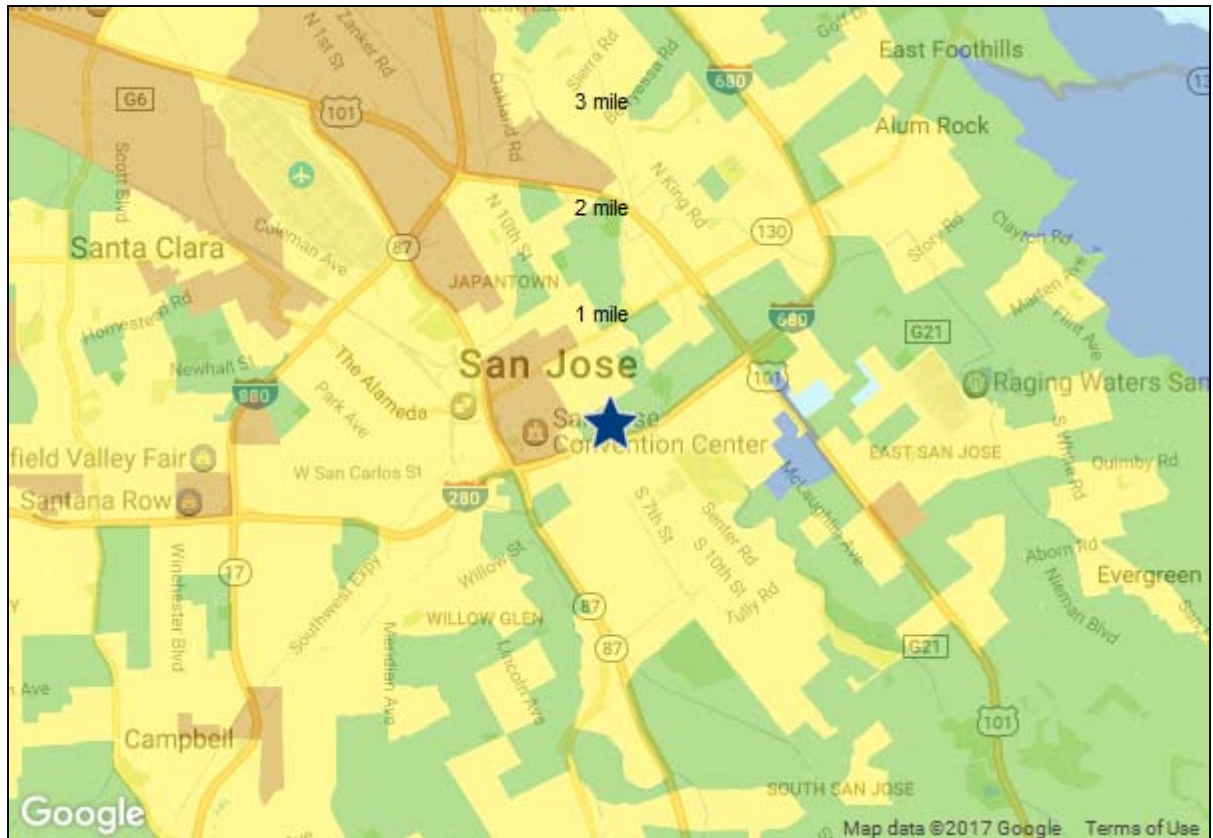 East Foothills
680
Sierra Rd
Zanker Rd
N 1st St
G6
101
3 mile
Oakland Rd
Alum Rock
Scott Blvd
N King Rd
2 mile
N 10th St
130
Story Rd
Clayton Rd
Coleman Ave
Santa Clara
87
JAPANTOWN
Marten Ave
Homestead Rd
1 mile
680
G21
Flint Ave
Newhall St
The Alameda
San Jose
101
880
Park Ave
Raging Waters San
San Jose
Convention Center
field Valley Fair
W San Carlos St
EAST SAN JOSE
S White Rd
Quimby Rd
Santana Row
280
McLaughlin Ave
S 7th St
Senter Rd
S 10th St
Aborn Rd
Winchester Blvd
17
Southwest Expy
Willow St
Evergreen
Tully Rd
Nieman Blvd
87
WILLOW GLEN
Meridian Ave
Lincoln Ave
87
G21
n Ave
101
Campbell
SOUTH SAN JOSE
Google
Map data ©2017 Google Terms of Use